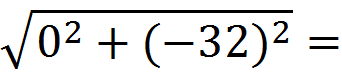 √(0² + (−32)²) =